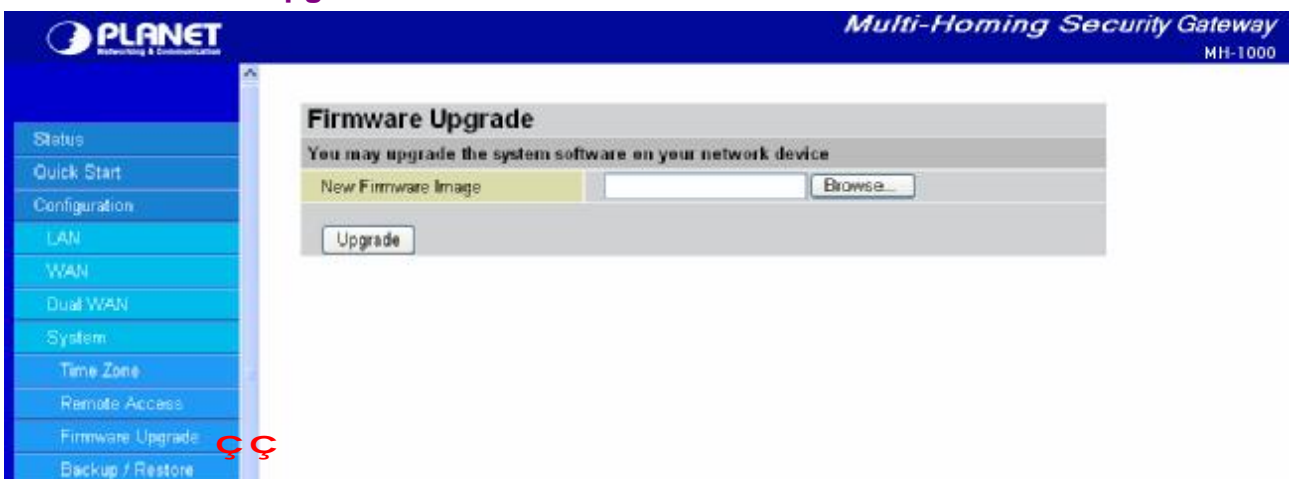 PLANET
Networking & Communication
Multi-Homing Security Gateway
MH-1000
Status
Quick Start
Configuration
LAN
WAN
Dual WAN
System
Time Zone
Remote Access
Firmware Upgrade ç ç
Backup / Restore
Firmware Upgrade
You may upgrade the system software on your network device
New Firmware Image Browse...
Upgrade